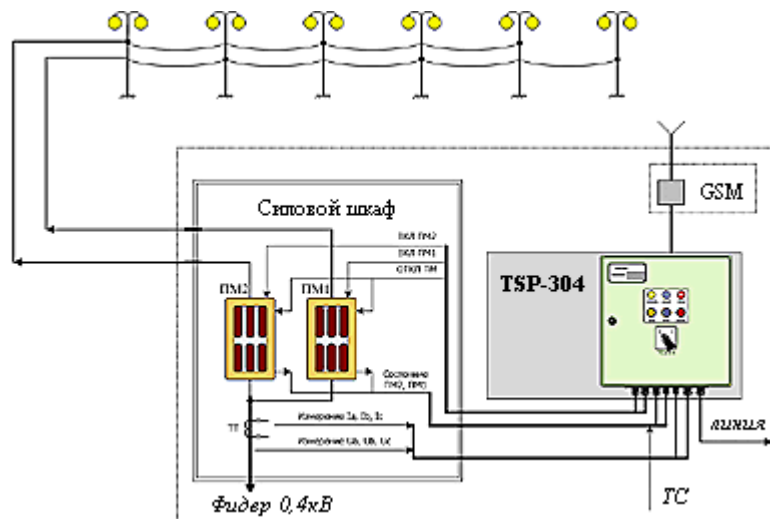 GSM
Силовой шкаф
ВКЛ ПМ2
ВКЛ ПМ1
ОТКЛ ПМ
TSP-304
ПМ2
ПМ1
Состояние
ПМ2, ПМ1
Измерение Ia, Ib, Ic
ТТ
Измерение Ua, Ub, Uc
линия
Фидер 0,4кВ
ТС